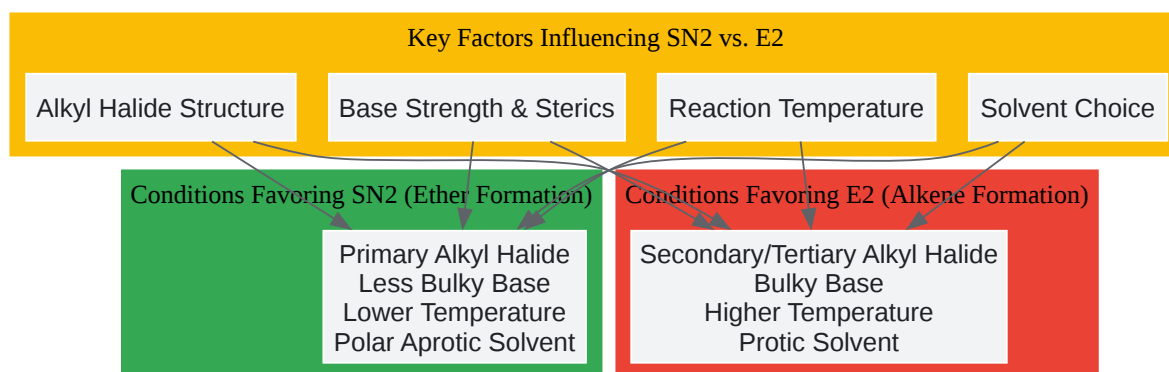 Key Factors Influencing SN2 vs. E2
Alkyl Halide Structure
Base Strength & Sterics
Reaction Temperature
Solvent Choice
Conditions Favoring SN2 (Ether Formation)
Primary Alkyl Halide
Less Bulky Base
Lower Temperature
Polar Aprotic Solvent
Conditions Favoring E2 (Alkene Formation)
Secondary/Tertiary Alkyl Halide
Bulky Base
Higher Temperature
Protic Solvent